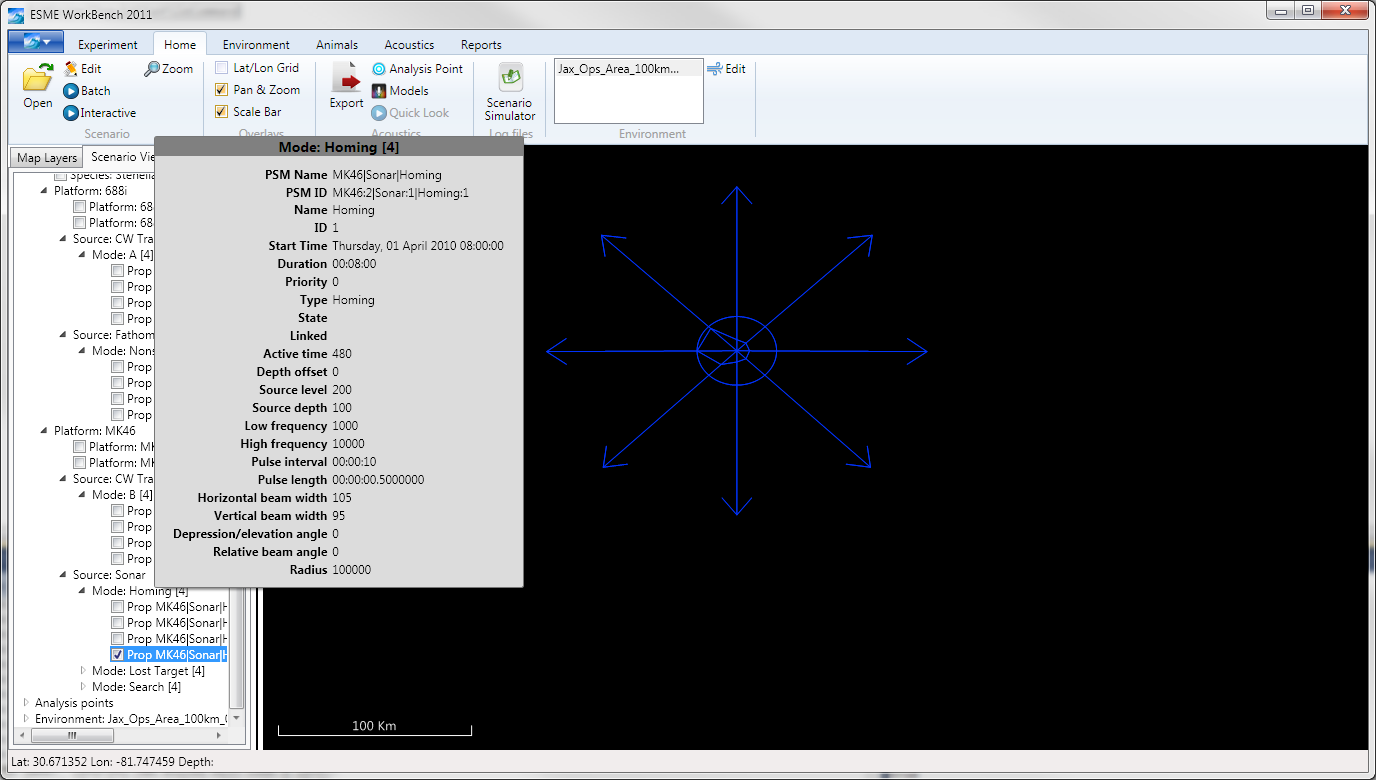 ESME WorkBench 2011
Experiment Home Environment Animals Acoustics Reports
Open
Edit
Batch
Interactive
Zoom
Scenario
Lat/Lon Grid
Pan & Zoom
Scale Bar
Overlays
Export
Analysis Point
Models
Quick Look
Acoustics
Scenario
Simulator
Log files
Jax_Ops_Area_100km...
Edit
Environment
Map Layers Scenario Vie
Species: Stenella
Platform: 688i
Platform: 68
Platform: 68
Source: CW Tra
Mode: A [4]
Prop
Prop
Prop
Prop
Source: Fathom
Mode: Nons
Prop
Prop
Prop
Prop
Platform: MK46
Platform: MK
Platform: MK
Source: CW Tra
Mode: B [4]
Prop
Prop
Prop
Prop
Source: Sonar
Mode: Homing [4]
Prop MK46|Sonar|H
Prop MK46|Sonar|H
Prop MK46|Sonar|H
Prop MK46|Sonar|H
Mode: Lost Target [4]
Mode: Search [4]
Analysis points
Environment: Jax_Ops_Area_100km_0
Mode: Homing [4]
PSM Name MK46|Sonar|Homing
PSM ID MK46:2|Sonar:1|Homing:1
Name Homing
ID 1
Start Time Thursday, 01 April 2010 08:00:00
Duration 00:08:00
Priority 0
Type Homing
State
Linked
Active time 480
Depth offset 0
Source level 200
Source depth 100
Low frequency 1000
High frequency 10000
Pulse interval 00:00:10
Pulse length 00:00:00.5000000
Horizontal beam width 105
Vertical beam width 95
Depression/elevation angle 0
Relative beam angle 0
Radius 100000
100 Km
Lat: 30.671352 Lon: -81.747459 Depth: